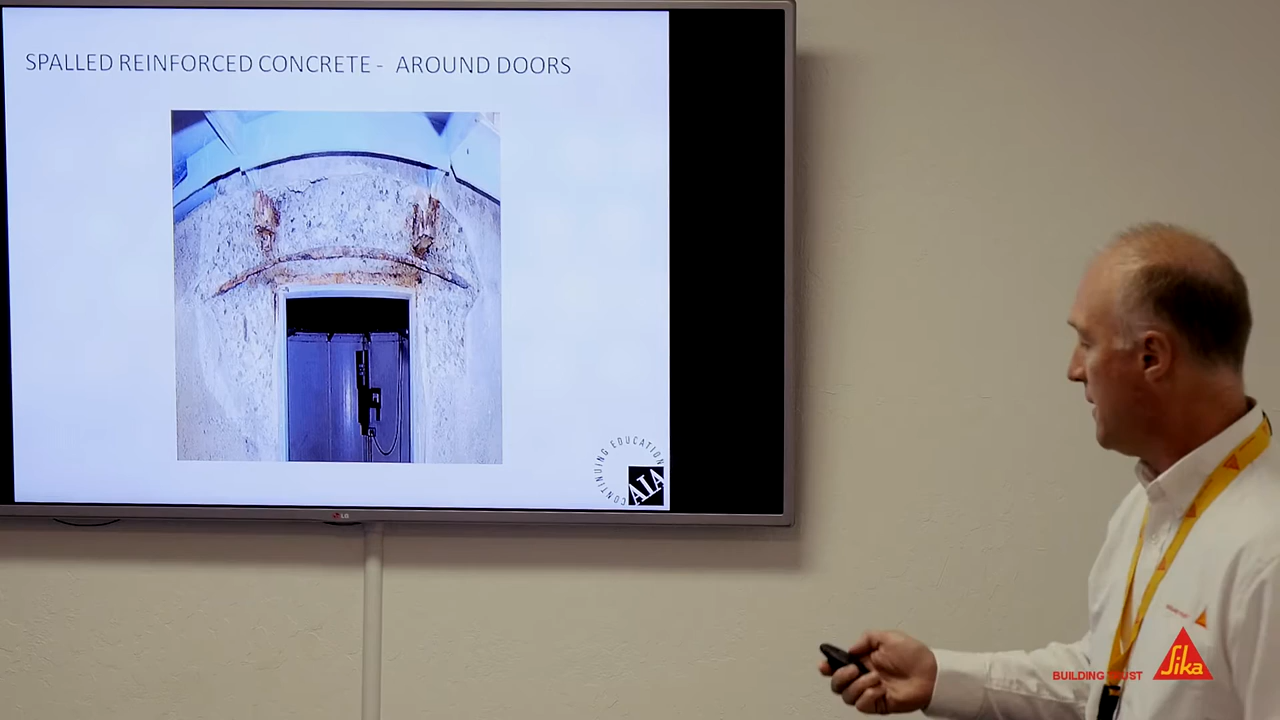 SPALLED REINFORCED CONCRETE - AROUND DOORS
CONTINUING EDUCATION
AIA
LG
BUILDING TRUST
Sika